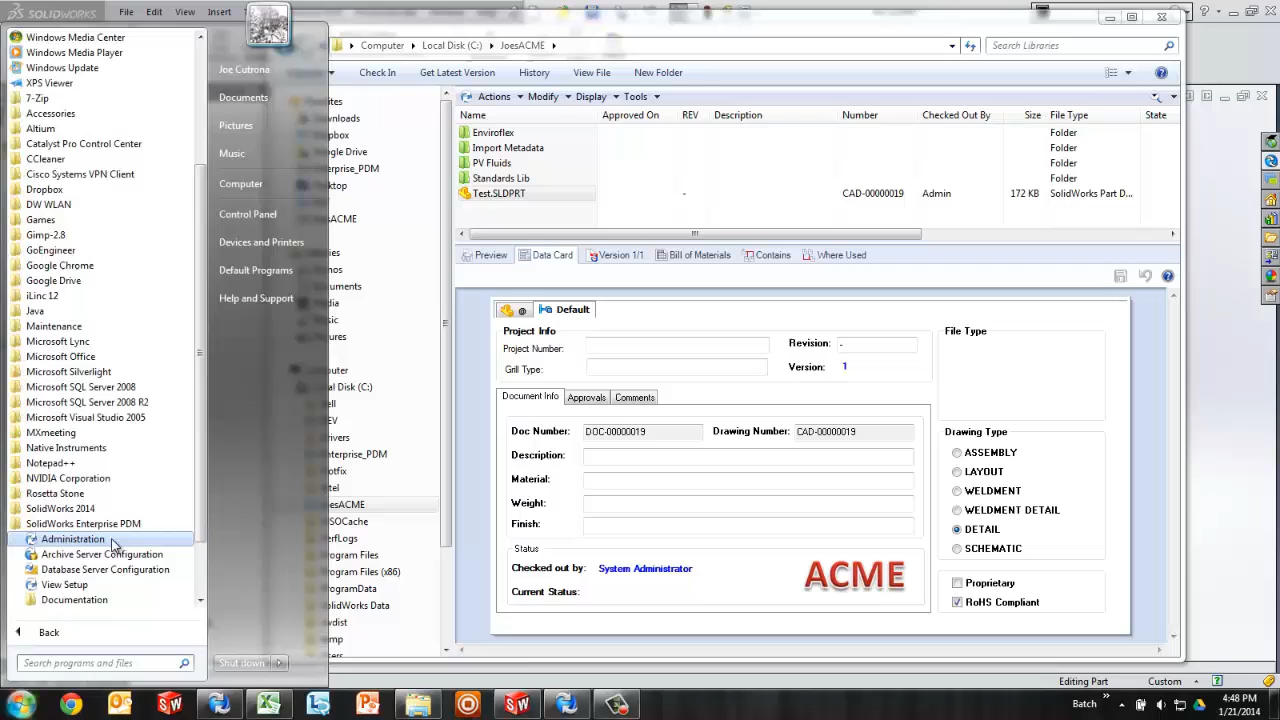 SOLIDWORKS File Edit View Insert
Windows Media Center
Windows Media Player
Windows Update
XPS Viewer
7-Zip
Accessories
Altium
Catalyst Pro Control Center
CCleaner
Cisco Systems VPN Client
Dropbox
DW WLAN
Games
Gimp-2.8
GoEngineer
Google Chrome
Google Drive
iLinc 12
Java
Maintenance
Microsoft Lync
Microsoft Office
Microsoft Silverlight
Microsoft SQL Server 2008
Microsoft SQL Server 2008 R2
Microsoft Visual Studio 2005
MXmeeting
Native Instruments
Notepad++
NVIDIA Corporation
Rosetta Stone
SolidWorks 2014
SolidWorks Enterprise PDM
Administration
Archive Server Configuration
Database Server Configuration
View Setup
Documentation
Back
Search programs and files
Joe Cutrona
Documents
Pictures
Music
Computer
Control Panel
Devices and Printers
Default Programs
Help and Support
Shut down
Computer Local Disk (C:) JoesACME
Search Libraries
Check In Get Latest Version History View File New Folder
Actions Modify Display Tools
Name Approved On REV Description Number Checked Out By Size File Type State
Enviroflex Folder
Import Metadata Folder
PV Fluids Folder
Standards Lib Folder
Test.SLDPRT - CAD-00000019 Admin 172 KB SolidWorks Part D...
Preview Data Card Version 1/1 Bill of Materials Contains Where Used
@ Default
Project Info
Project Number:
Grill Type:
Revision: -
Version: 1
File Type
Document Info Approvals Comments
Doc Number: DOC-00000019 Drawing Number: CAD-00000019
Description:
Material:
Weight:
Finish:
Status
Checked out by: System Administrator
Current Status:
ACME
Drawing Type
ASSEMBLY
LAYOUT
WELDMENT
WELDMENT DETAIL
DETAIL
SCHEMATIC
Proprietary
RoHS Compliant
Editing Part Custom
Batch
4:48 PM
1/21/2014